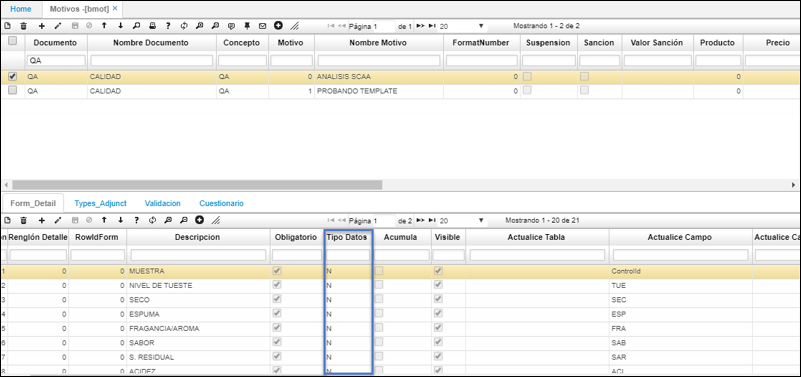 Home Motivos -[bmot] ×
Página 1 de 1 20 Mostrando 1 - 2 de 2
Documento Nombre Documento Concepto Motivo Nombre Motivo FormatNumber Suspension Sancion Valor Sanción Producto Precio
QA
QA CALIDAD QA 0 ANALISIS SCAA 0 0
QA CALIDAD QA 1 PROBANDO TEMPLATE 0 0
Form_Detail Types_Adjunct Validacion Cuestionario
Página 1 de 2 20 Mostrando 1 - 20 de 21
Renglón Detalle RowIdForm Descripcion Obligatorio Tipo Datos Acumula Visible Actualice Tabla Actualice Campo Actualice Ca
1 0 0 MUESTRA N ControlId
2 0 0 NIVEL DE TUESTE N TUE
3 0 0 SECO N SEC
4 0 0 ESPUMA N ESP
5 0 0 FRAGANCIA/AROMA N FRA
6 0 0 SABOR N SAB
7 0 0 S. RESIDUAL N SAR
8 0 0 ACIDEZ N ACI